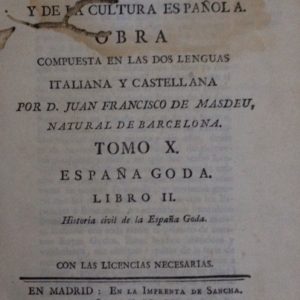 Y DE LA CULTURA ESPAÑOLA.
OBRA
COMPUESTA EN LAS DOS LENGUAS
ITALIANA Y CASTELLANA
POR D. JUAN FRANCISCO DE MASDEU,
NATURAL DE BARCELONA.
TOMO X.
ESPAÑA GODA.
LIBRO II.
Historia civil de la España Goda.
CON LAS LICENCIAS NECESARIAS.
EN MADRID: EN LA IMPRENTA DE SANCHA.